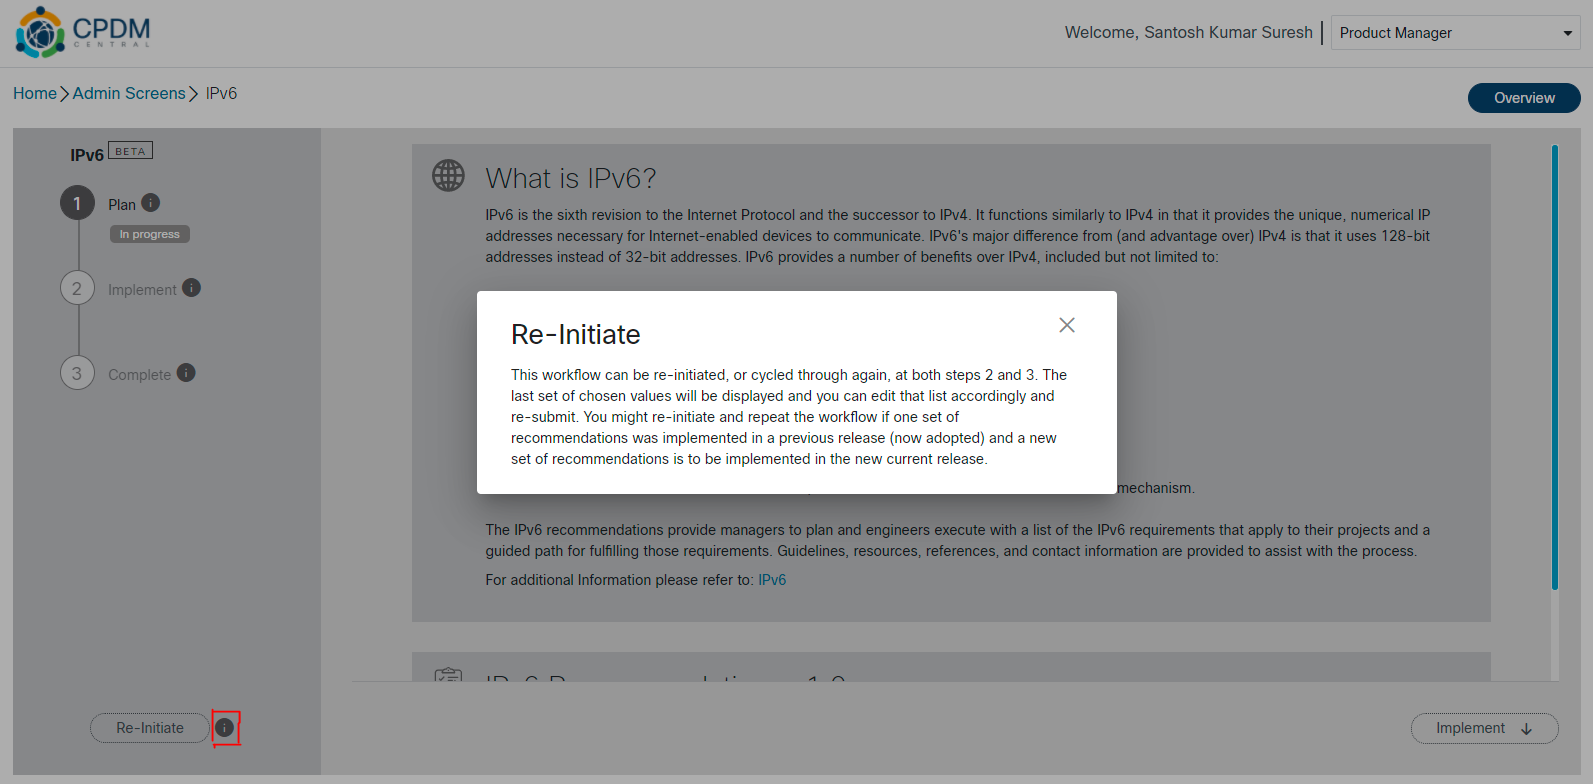 CPDM
CENTRAL
Welcome, Santosh Kumar Suresh
Product Manager
Home
Admin Screens
IPv6
Overview
IPv6 BETA
1 Plan i
In progress
2 Implement i
3 Complete i
Re-Initiate i
What is IPv6?
IPv6 is the sixth revision to the Internet Protocol and the successor to IPv4. It functions similarly to IPv4 in that it provides the unique, numerical IP
addresses necessary for Internet-enabled devices to communicate. IPv6's major difference from (and advantage over) IPv4 is that it uses 128-bit
addresses instead of 32-bit addresses. IPv6 provides a number of benefits over IPv4, included but not limited to:
Re-Initiate
This workflow can be re-initiated, or cycled through again, at both steps 2 and 3. The
last set of chosen values will be displayed and you can edit that list accordingly and
re-submit. You might re-initiate and repeat the workflow if one set of
recommendations was implemented in a previous release (now adopted) and a new
set of recommendations is to be implemented in the new current release.
mechanism.
The IPv6 recommendations provide managers to plan and engineers execute with a list of the IPv6 requirements that apply to their projects and a
guided path for fulfilling those requirements. Guidelines, resources, references, and contact information are provided to assist with the process.
For additional Information please refer to: IPv6
Implement